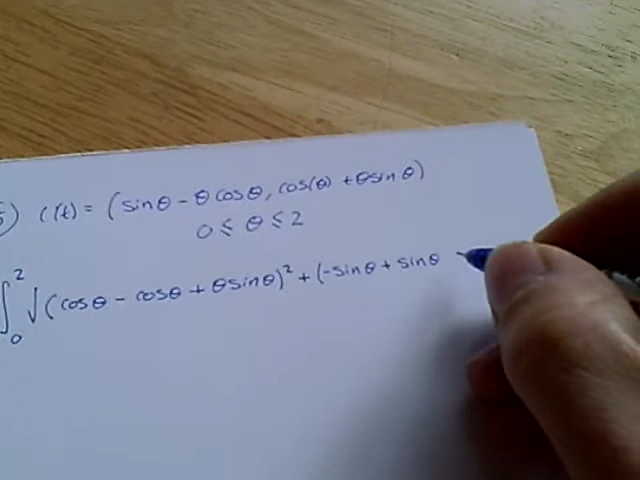 5) c(t) = (sinθ - θcosθ, cos(θ) + θsinθ)
0 ≤ θ ≤ 2
∫₀² √(cosθ - cosθ + θsinθ)² + (-sinθ + sinθ